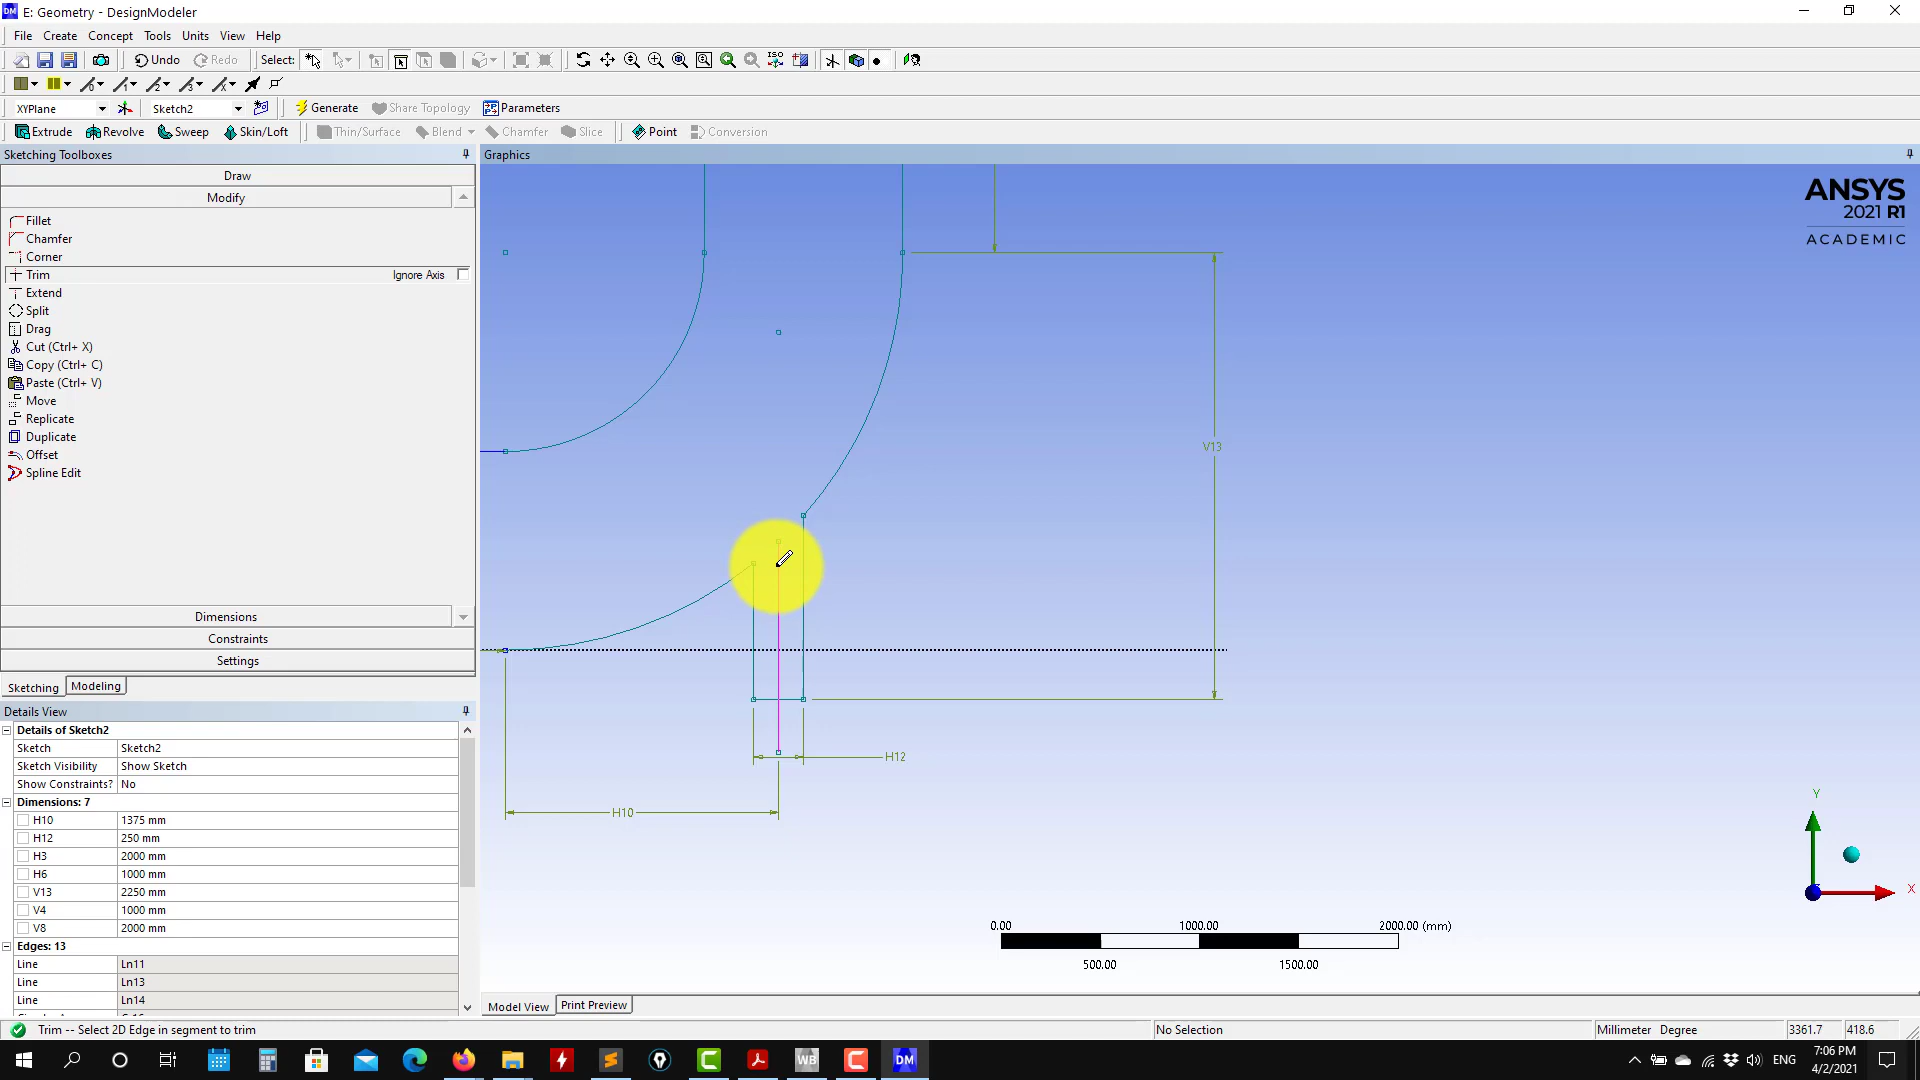 DM E: Geometry - DesignModeler
File Create Concept Tools Units View Help
Undo Redo Select: ISO
XYPlane Sketch2 Generate Share Topology Parameters
Extrude Revolve Sweep Skin/Loft Thin/Surface Blend Chamfer Slice Point Conversion
Sketching Toolboxes
Draw
Modify
Fillet
Chamfer
Corner
Trim Ignore Axis
Extend
Split
Drag
Cut (Ctrl+ X)
Copy (Ctrl+ C)
Paste (Ctrl+ V)
Move
Replicate
Duplicate
Offset
Spline Edit
Dimensions
Constraints
Settings
Sketching Modeling
Details View
Details of Sketch2
Sketch Sketch2
Sketch Visibility Show Sketch
Show Constraints? No
Dimensions: 7
H10 1375 mm
H12 250 mm
H3 2000 mm
H6 1000 mm
V13 2250 mm
V4 1000 mm
V8 2000 mm
Edges: 13
Line Ln11
Line Ln13
Line Ln14
Graphics
ANSYS
2021 R1
ACADEMIC
V13
H12
H10
Y
X
0.00 1000.00 2000.00 (mm)
500.00 1500.00
Model View Print Preview
Trim -- Select 2D Edge in segment to trim No Selection Millimeter Degree 3361.7 418.6
WB DM ENG 7:06 PM
4/2/2021